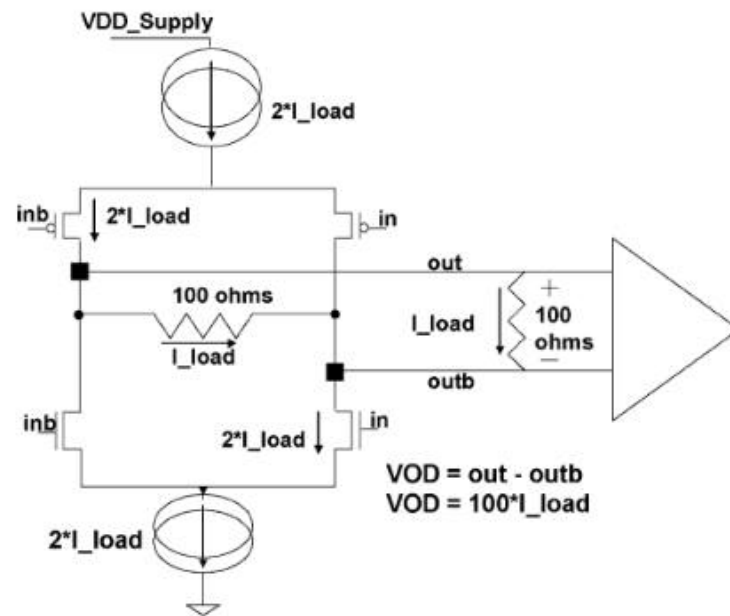 VDD_Supply
2*I_load
inb
2*I_load
in
out
100 ohms
I_load
I_load
+
100
ohms
−
outb
inb
2*I_load
in
VOD = out - outb
VOD = 100*I_load
2*I_load